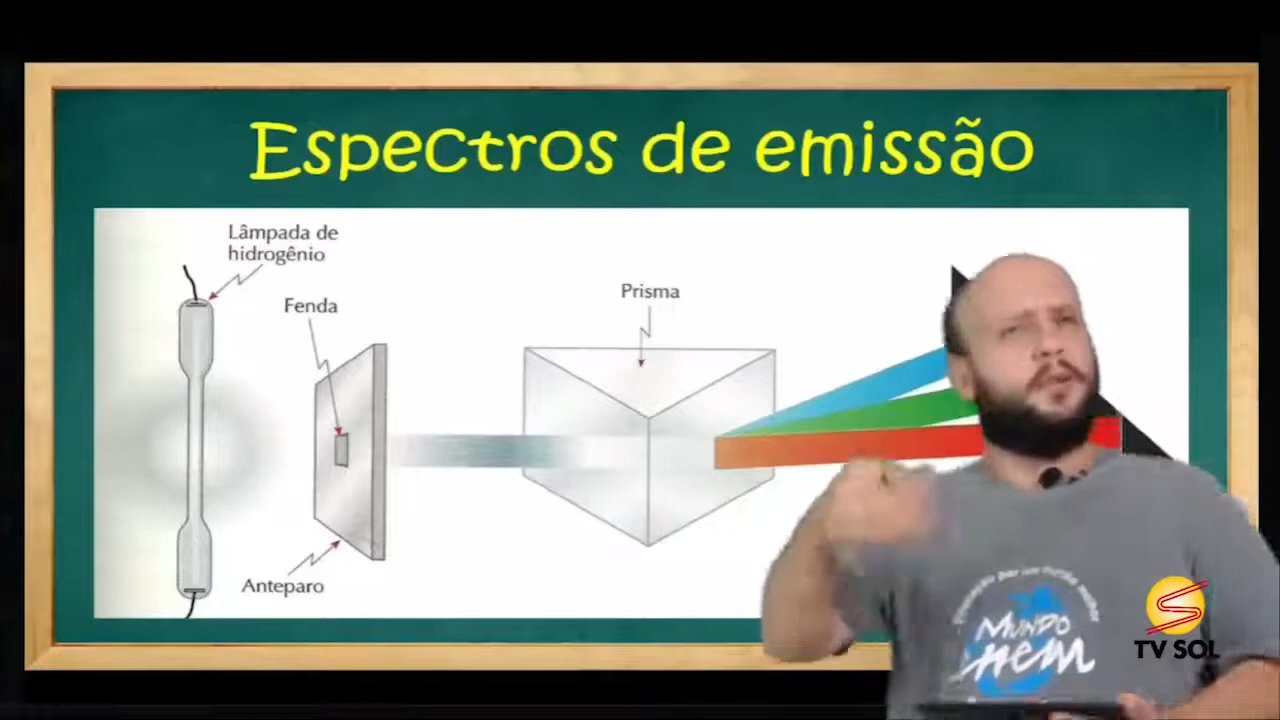 Espectros de emissão
Lâmpada de
hidrogênio
Fenda
Prisma
Anteparo
MUNDO
nem
TV SOL